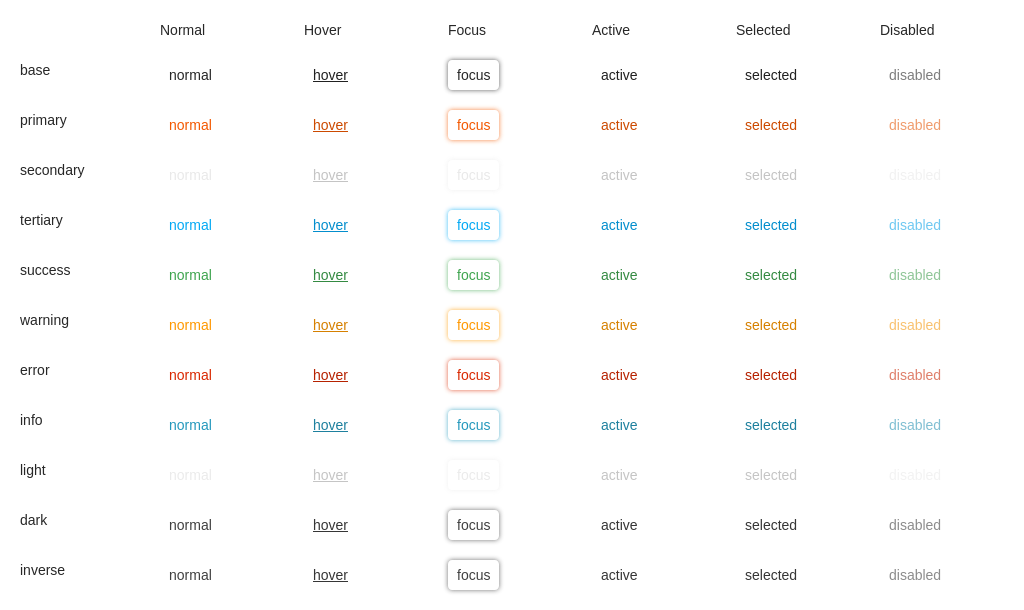 Normal Hover Focus Active Selected Disabled
base normal hover focus active selected disabled
primary normal hover focus active selected disabled
secondary normal hover focus active selected disabled
tertiary normal hover focus active selected disabled
success normal hover focus active selected disabled
warning normal hover focus active selected disabled
error normal hover focus active selected disabled
info normal hover focus active selected disabled
light normal hover focus active selected disabled
dark normal hover focus active selected disabled
inverse normal hover focus active selected disabled